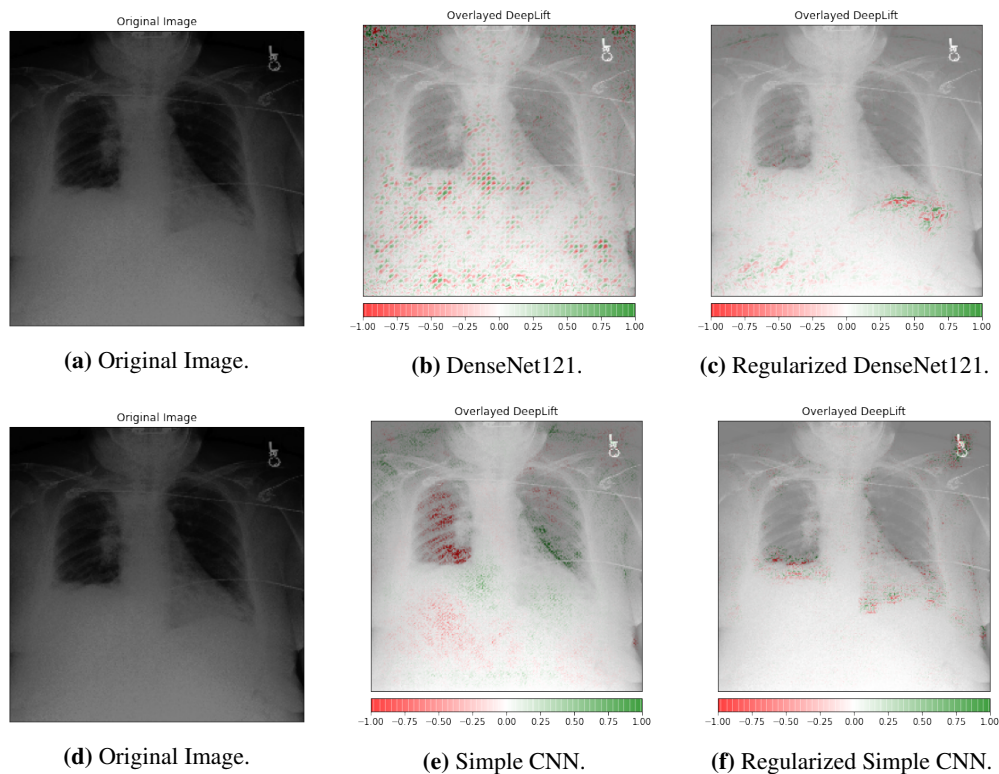 Original Image
Overlayed DeepLift
Overlayed DeepLift
−1.00 −0.75 −0.50 −0.25 0.00 0.25 0.50 0.75 1.00
−1.00 −0.75 −0.50 −0.25 0.00 0.25 0.50 0.75 1.00
(a) Original Image.
(b) DenseNet121.
(c) Regularized DenseNet121.
Original Image
Overlayed DeepLift
Overlayed DeepLift
−1.00 −0.75 −0.50 −0.25 0.00 0.25 0.50 0.75 1.00
−1.00 −0.75 −0.50 −0.25 0.00 0.25 0.50 0.75 1.00
(d) Original Image.
(e) Simple CNN.
(f) Regularized Simple CNN.